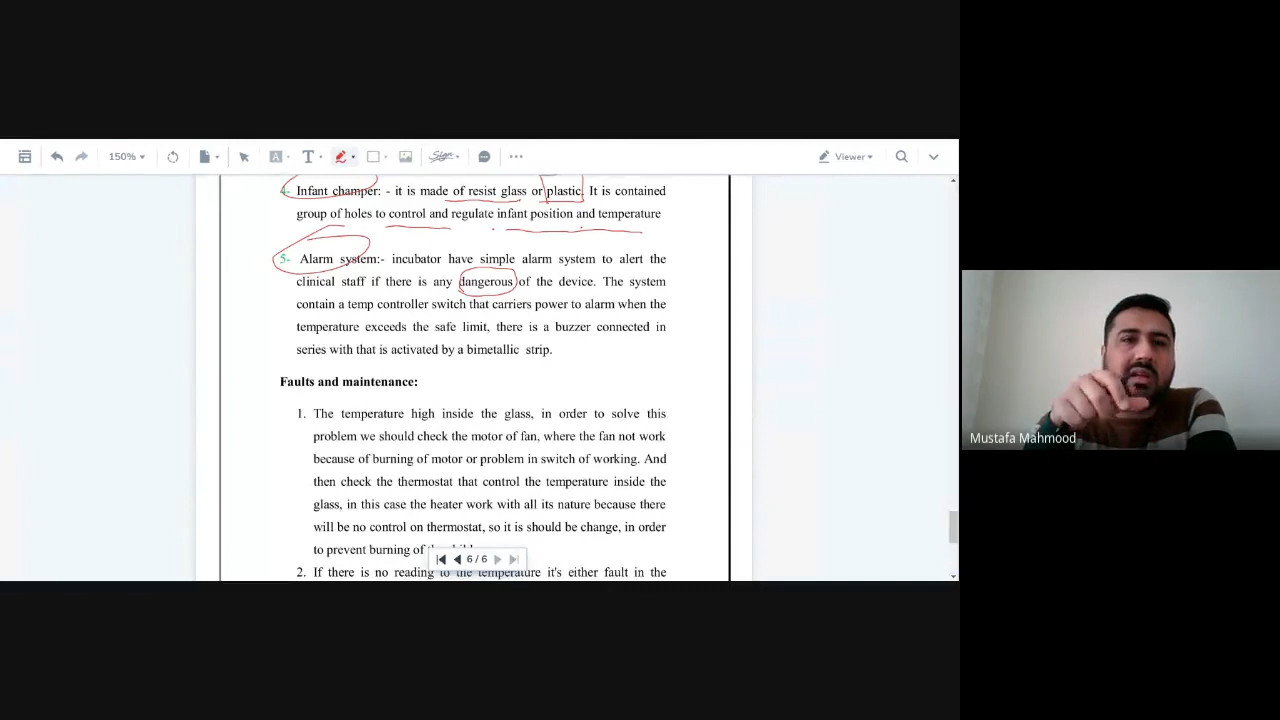 150%
T
Sign
Viewer
4- Infant champer: - it is made of resist glass or plastic. It is contained
group of holes to control and regulate infant position and temperature
5- Alarm system:- incubator have simple alarm system to alert the
clinical staff if there is any dangerous of the device. The system
contain a temp controller switch that carriers power to alarm when the
temperature exceeds the safe limit, there is a buzzer connected in
series with that is activated by a bimetallic strip.
Faults and maintenance:
1. The temperature high inside the glass, in order to solve this
problem we should check the motor of fan, where the fan not work
because of burning of motor or problem in switch of working. And
then check the thermostat that control the temperature inside the
glass, in this case the heater work with all its nature because there
will be no control on thermostat, so it is should be change, in order
to prevent burning of
6 / 6
2. If there is no reading to the temperature it's either fault in the
Mustafa Mahmood